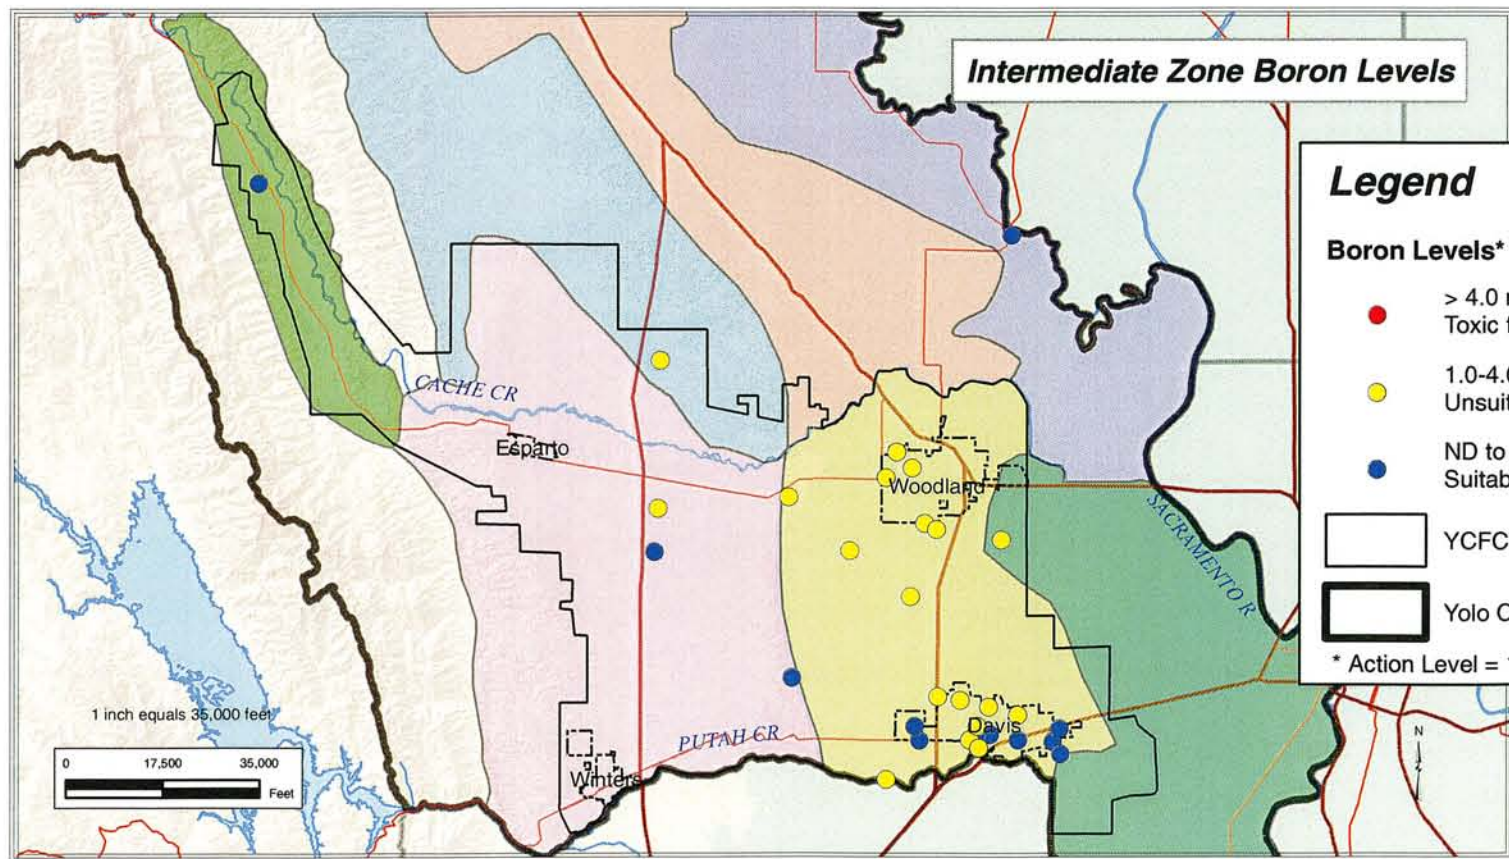 Intermediate Zone Boron Levels
Legend
Boron Levels*
> 4.0
Toxic
1.0-4.0
Unsuit
ND to
Suitab
YCFC
Yolo C
* Action Level =
CACHE CR
Esparto
Woodland
SACRAMENTO R
Davis
PUTAH CR
Winters
1 inch equals 35,000 feet
0 17,500 35,000
Feet
N